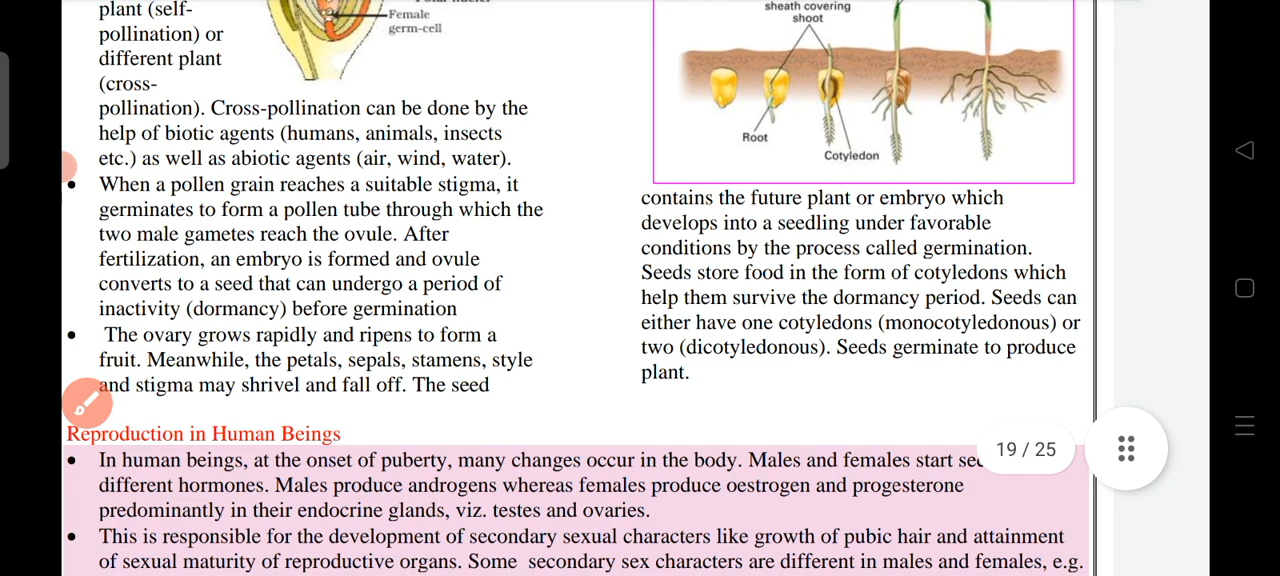 plant (self-
pollination) or
different plant
(cross-
pollination). Cross-pollination can be done by the
help of biotic agents (humans, animals, insects
etc.) as well as abiotic agents (air, wind, water).
• When a pollen grain reaches a suitable stigma, it
germinates to form a pollen tube through which the
two male gametes reach the ovule. After
fertilization, an embryo is formed and ovule
converts to a seed that can undergo a period of
inactivity (dormancy) before germination
• The ovary grows rapidly and ripens to form a
fruit. Meanwhile, the petals, sepals, stamens, style
and stigma may shrivel and fall off. The seed
Female
germ-cell
sheath covering
shoot
Root
Cotyledon
contains the future plant or embryo which
develops into a seedling under favorable
conditions by the process called germination.
Seeds store food in the form of cotyledons which
help them survive the dormancy period. Seeds can
either have one cotyledons (monocotyledonous) or
two (dicotyledonous). Seeds germinate to produce
plant.
Reproduction in Human Beings
• In human beings, at the onset of puberty, many changes occur in the body. Males and females start
different hormones. Males produce androgens whereas females produce oestrogen and progesterone
predominantly in their endocrine glands, viz. testes and ovaries.
• This is responsible for the development of secondary sexual characters like growth of pubic hair and attainment
of sexual maturity of reproductive organs. Some secondary sex characters are different in males and females, e.g.
19 / 25